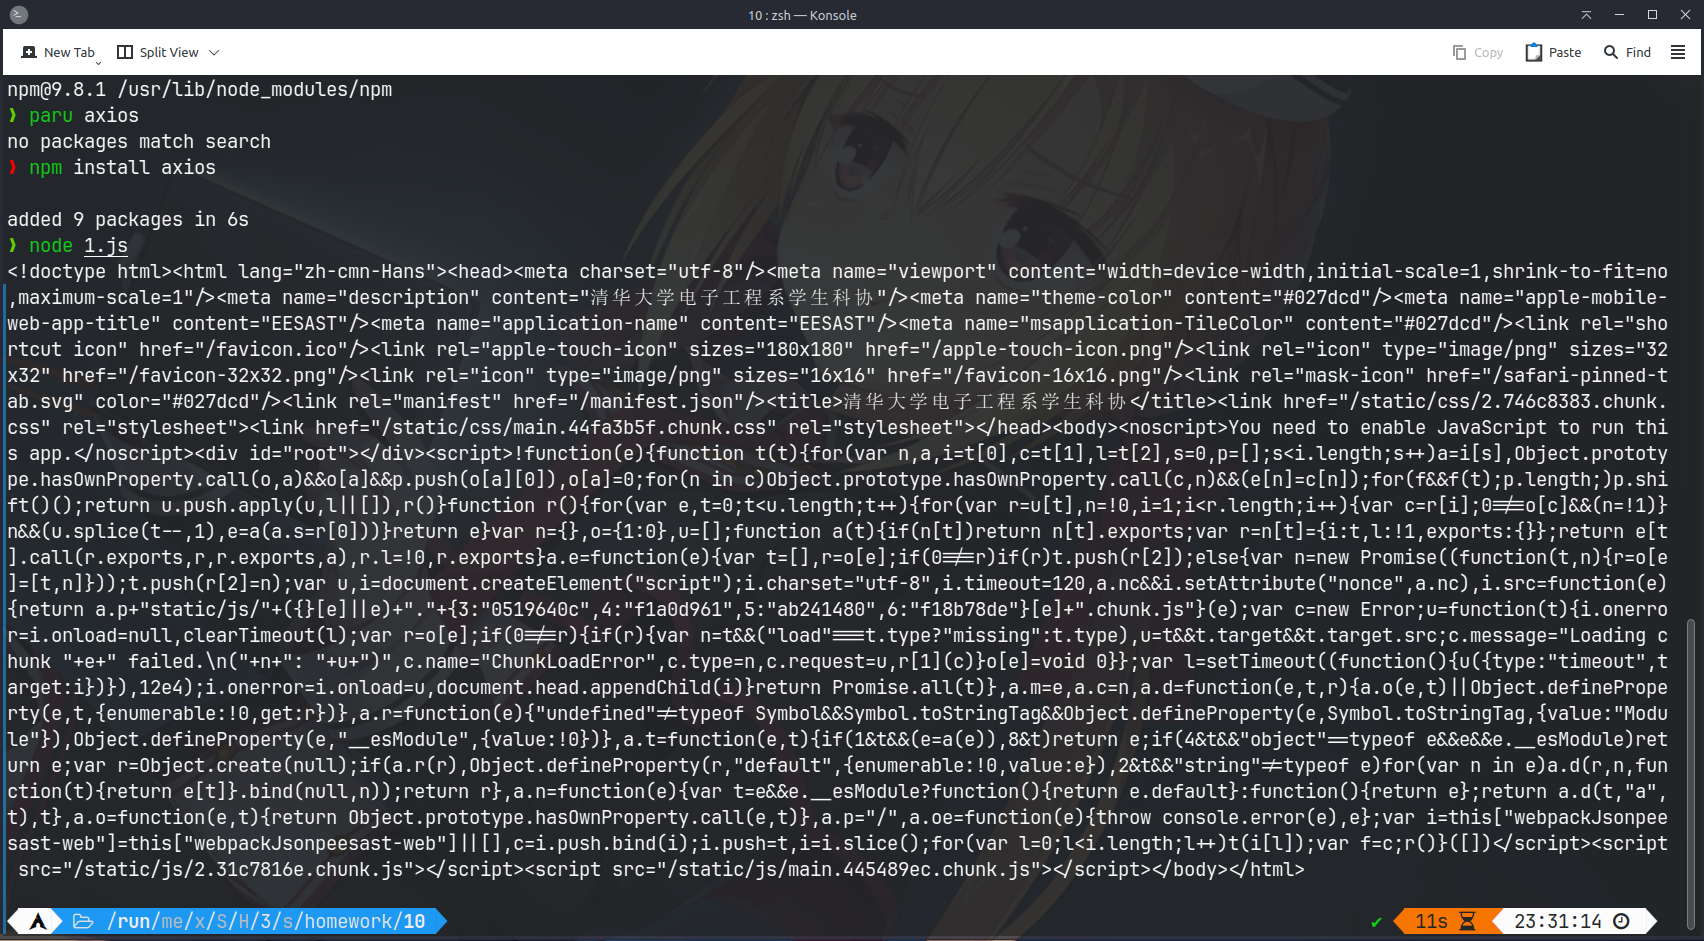 10 : zsh — Konsole
New Tab Split View Copy Paste Find
npm@9.8.1 /usr/lib/node_modules/npm
❯ paru axios
no packages match search
❯ npm install axios
added 9 packages in 6s
❯ node 1.js
<!doctype html><html lang="zh-cmn-Hans"><head><meta charset="utf-8"/><meta name="viewport" content="width=device-width,initial-scale=1,shrink-to-fit=no
,maximum-scale=1"/><meta name="description" content="清华大学电子工程系学生科协"/><meta name="theme-color" content="#027dcd"/><meta name="apple-mobile-
web-app-title" content="EESAST"/><meta name="application-name" content="EESAST"/><meta name="msapplication-TileColor" content="#027dcd"/><link rel="sho
rtcut icon" href="/favicon.ico"/><link rel="apple-touch-icon" sizes="180x180" href="/apple-touch-icon.png"/><link rel="icon" type="image/png" sizes="32
x32" href="/favicon-32x32.png"/><link rel="icon" type="image/png" sizes="16x16" href="/favicon-16x16.png"/><link rel="mask-icon" href="/safari-pinned-t
ab.svg" color="#027dcd"/><link rel="manifest" href="/manifest.json"/><title>清华大学电子工程系学生科协</title><link href="/static/css/2.746c8383.chunk.
css" rel="stylesheet"><link href="/static/css/main.44fa3b5f.chunk.css" rel="stylesheet"></head><body><noscript>You need to enable JavaScript to run thi
s app.</noscript><div id="root"></div><script>!function(e){function t(t){for(var n,a,i=t[0],c=t[1],l=t[2],s=0,p=[];s<i.length;s++)a=i[s],Object.prototy
pe.hasOwnProperty.call(o,a)&&o[a]&&p.push(o[a][0]),o[a]=0;for(n in c)Object.prototype.hasOwnProperty.call(c,n)&&(e[n]=c[n]);for(f&&f(t);p.length;)p.shi
ft()();return u.push.apply(u,l||[]),r()}function r(){for(var e,t=0;t<u.length;t++){for(var r=u[t],n=!0,i=1;i<r.length;i++){var c=r[i];0!==o[c]&&(n=!1)}
n&&(u.splice(t--,1),e=a(a.s=r[0]))}return e}var n={},o={1:0},u=[];function a(t){if(n[t])return n[t].exports;var r=n[t]={i:t,l:!1,exports:{}};return e[t
].call(r.exports,r,r.exports,a),r.l=!0,r.exports}a.e=function(e){var t=[],r=o[e];if(0!==r)if(r)t.push(r[2]);else{var n=new Promise((function(t,n){r=o[e
]=[t,n]}));t.push(r[2]=n);var u,i=document.createElement("script");i.charset="utf-8",i.timeout=120,a.nc&&i.setAttribute("nonce",a.nc),i.src=function(e)
{return a.p+"static/js/"+({}[e]||e)+"."+{3:"0519640c",4:"f1a0d961",5:"ab241480",6:"f18b78de"}[e]+".chunk.js"}(e);var c=new Error;u=function(t){i.onerro
r=i.onload=null,clearTimeout(l);var r=o[e];if(0!==r){if(r){var n=t&&("load"===t.type?"missing":t.type),u=t&&t.target&&t.target.src;c.message="Loading c
hunk "+e+" failed.\n("+n+": "+u+")",c.name="ChunkLoadError",c.type=n,c.request=u,r[1](c)}o[e]=void 0}};var l=setTimeout((function(){u({type:"timeout",t
arget:i})}),12e4);i.onerror=i.onload=u,document.head.appendChild(i)}return Promise.all(t)},a.m=e,a.c=n,a.d=function(e,t,r){a.o(e,t)||Object.definePrope
rty(e,t,{enumerable:!0,get:r})},a.r=function(e){"undefined"!=typeof Symbol&&Symbol.toStringTag&&Object.defineProperty(e,Symbol.toStringTag,{value:"Modu
le"}),Object.defineProperty(e,"__esModule",{value:!0})},a.t=function(e,t){if(1&t&&(e=a(e)),8&t)return e;if(4&t&&"object"==typeof e&&e&&e.__esModule)ret
urn e;var r=Object.create(null);if(a.r(r),Object.defineProperty(r,"default",{enumerable:!0,value:e}),2&t&&"string"!=typeof e)for(var n in e)a.d(r,n,fun
ction(t){return e[t]}.bind(null,n));return r},a.n=function(e){var t=e&&e.__esModule?function(){return e.default}:function(){return e};return a.d(t,"a",
t),t},a.o=function(e,t){return Object.prototype.hasOwnProperty.call(e,t)},a.p="/",a.oe=function(e){throw console.error(e),e};var i=this["webpackJsonpee
sast-web"]=this["webpackJsonpeesast-web"]||[],c=i.push.bind(i);i.push=t,i=i.slice();for(var l=0;l<i.length;l++)t(i[l]);var f=c;r()}([])</script><script
 src="/static/js/2.31c7816e.chunk.js"></script><script src="/static/js/main.445489ec.chunk.js"></script></body></html>
/run/me/x/S/H/3/s/homework/10 ✔ 11s 23:31:14